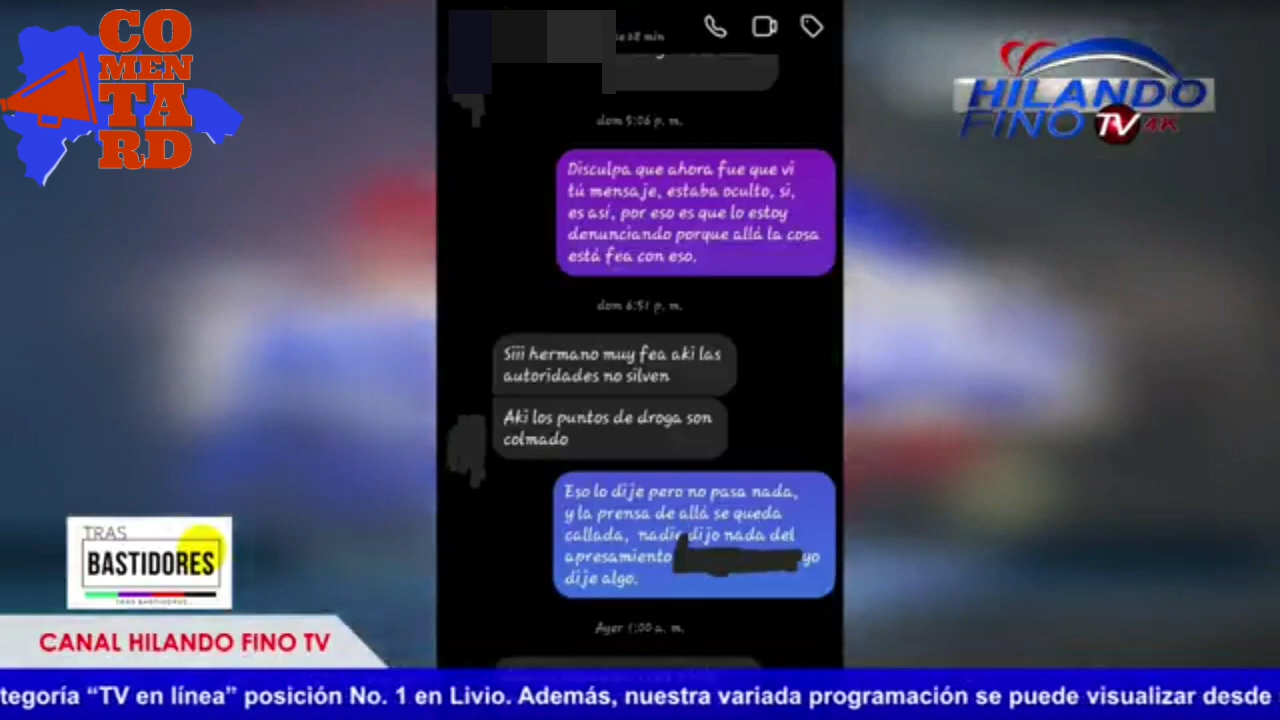 CO
MEN
TA
RD
HILANDO
FINO TV 4K
dom 5:06 p. m.
Disculpa que ahora fue que vi
tú mensaje, estaba oculto, si,
es así, por eso es que lo estoy
denunciando porque allá la cosa
está fea con eso.
dom 6:51 p. m.
Siii hermano muy fea aki las
autoridades no silven
Aki los puntos de droga son
colmado
Eso lo dije pero no pasa nada,
y la prensa de allá se queda
callada, nadie dijo nada del
apresamiento yo
dije algo.
Ayer 1:00 a. m.
TRAS
BASTIDORES
CANAL HILANDO FINO TV
tegoría “TV en línea” posición No. 1 en Livio. Además, nuestra variada programación se puede visualizar desde